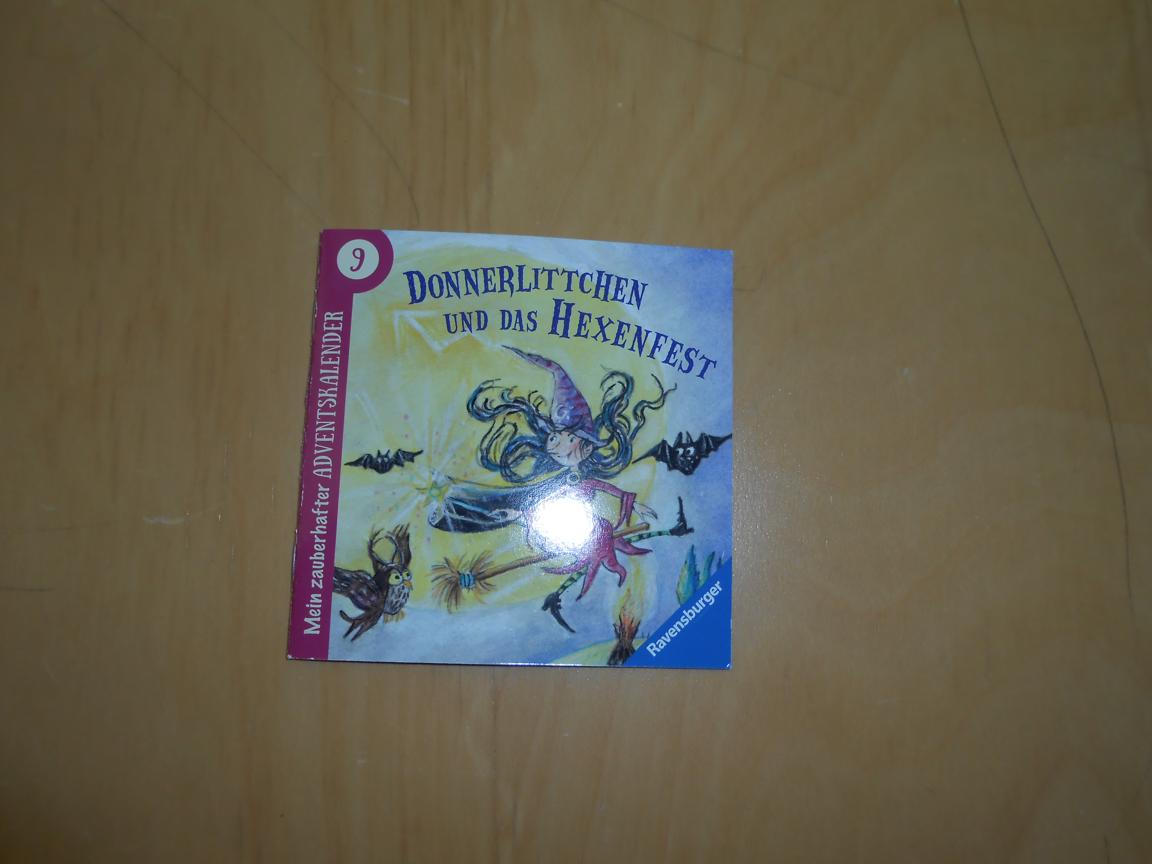 9
DONNERLITTCHEN
UND DAS HEXENFEST
Mein zauberhafter ADVENTSKALENDER
Ravensburger